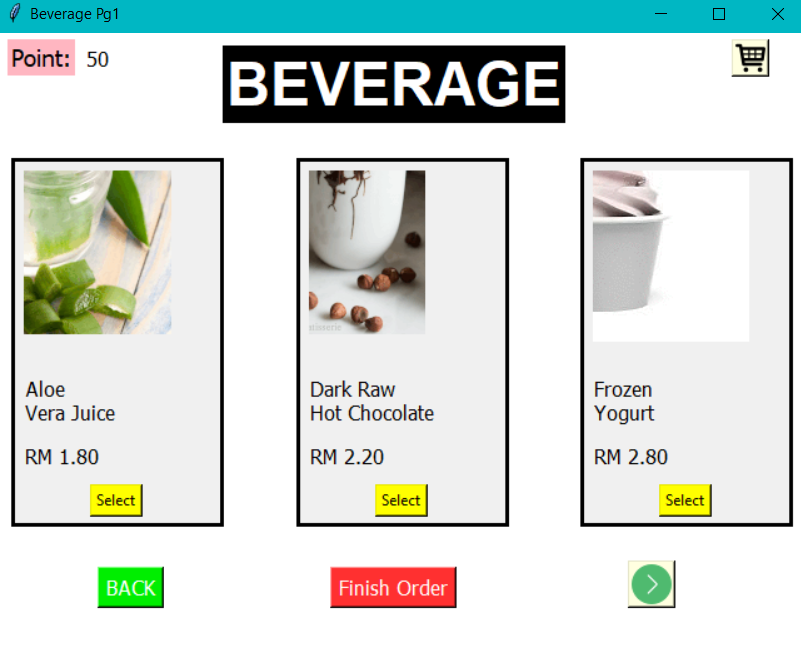 Beverage Pg1
Point: 50
BEVERAGE
Aloe
Vera Juice
RM 1.80
Select
Dark Raw
Hot Chocolate
RM 2.20
Select
Frozen
Yogurt
RM 2.80
Select
BACK
Finish Order